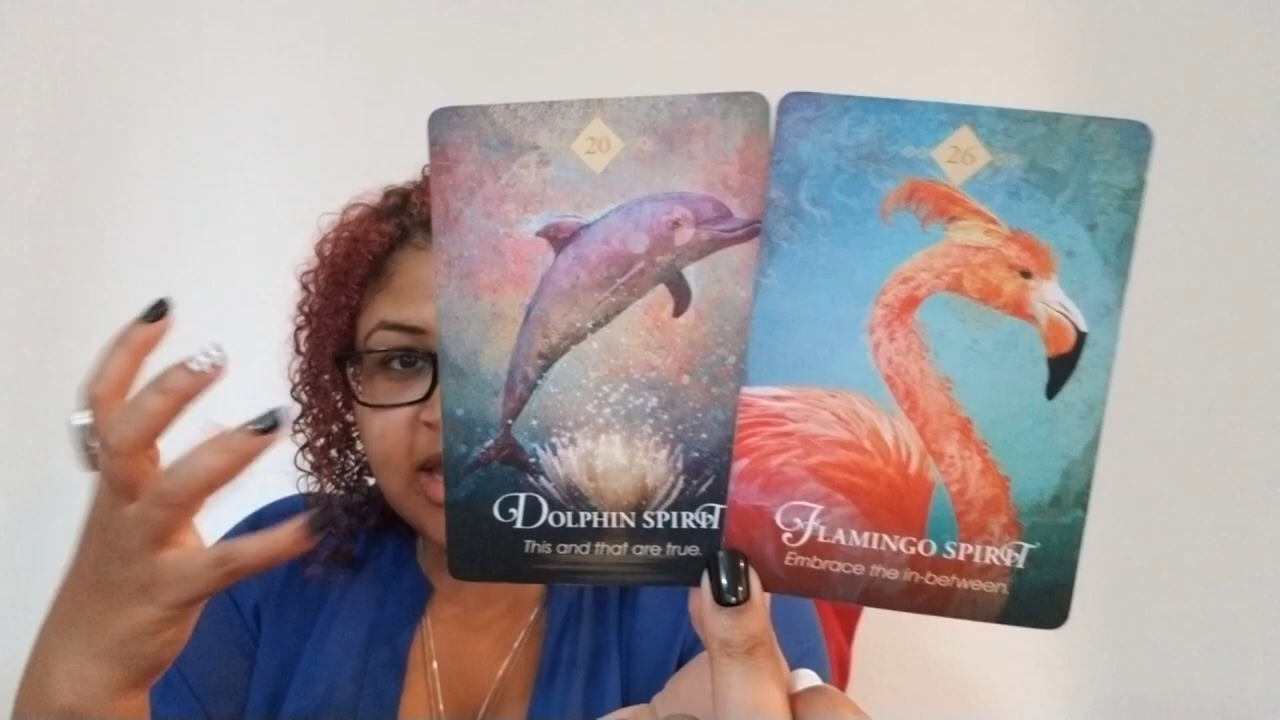 20
DOLPHIN SPIRIT
This and that are true.
26
FLAMINGO SPIRIT
Embrace the in-between.